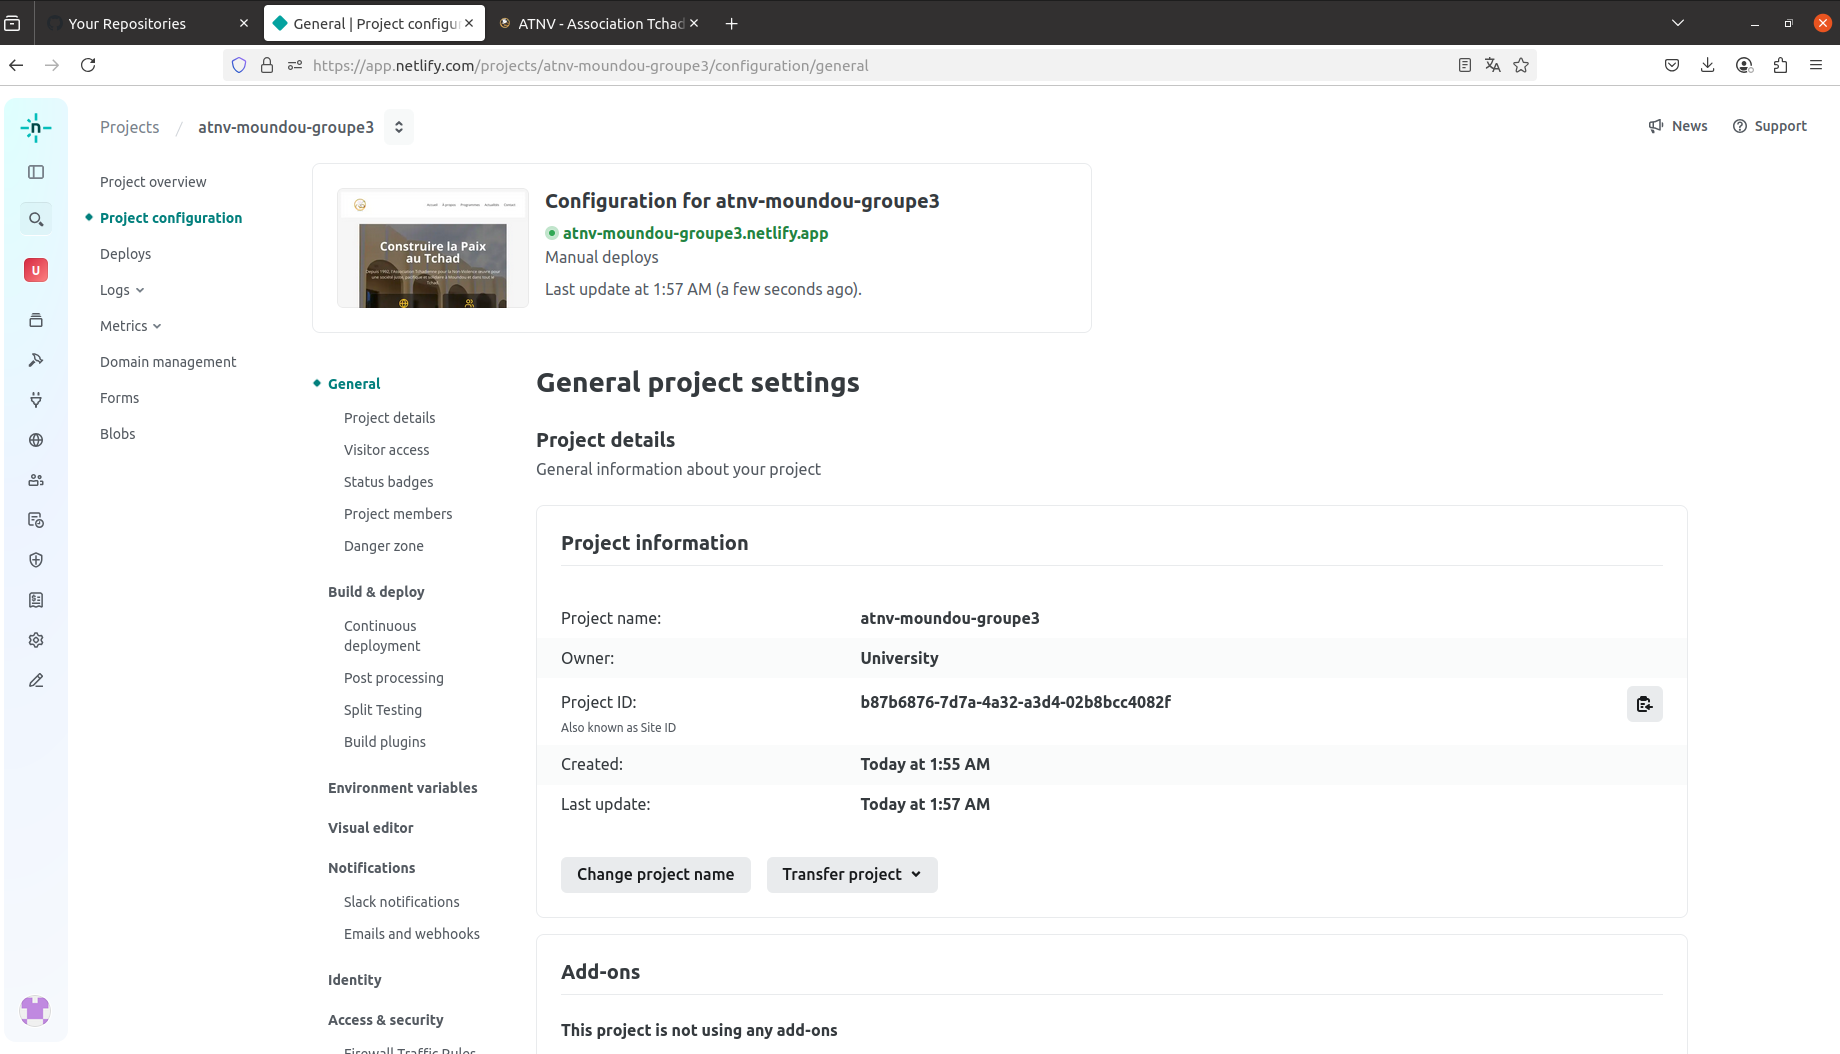 Your Repositories
General | Project configu
ATNV - Association Tchad
https://app.netlify.com/projects/atnv-moundou-groupe3/configuration/general
n
Projects / atnv-moundou-groupe3
News
Support
U
Project overview
Project configuration
Deploys
Logs
Metrics
Domain management
Forms
Blobs
Accueil
Programmes
Actualités
Contact
Construire la Paix
au Tchad
Configuration for atnv-moundou-groupe3
atnv-moundou-groupe3.netlify.app
Manual deploys
Last update at 1:57 AM (a few seconds ago).
General
Project details
Visitor access
Status badges
Project members
Danger zone
Build & deploy
Continuous
deployment
Post processing
Split Testing
Build plugins
Environment variables
Visual editor
Notifications
Slack notifications
Emails and webhooks
Identity
Access & security
Firewall Traffic Rules
General project settings
Project details
General information about your project
Project information
Project name: atnv-moundou-groupe3
Owner: University
Project ID: b87b6876-7d7a-4a32-a3d4-02b8bcc4082f
Also known as Site ID
Created: Today at 1:55 AM
Last update: Today at 1:57 AM
Change project name
Transfer project
Add-ons
This project is not using any add-ons